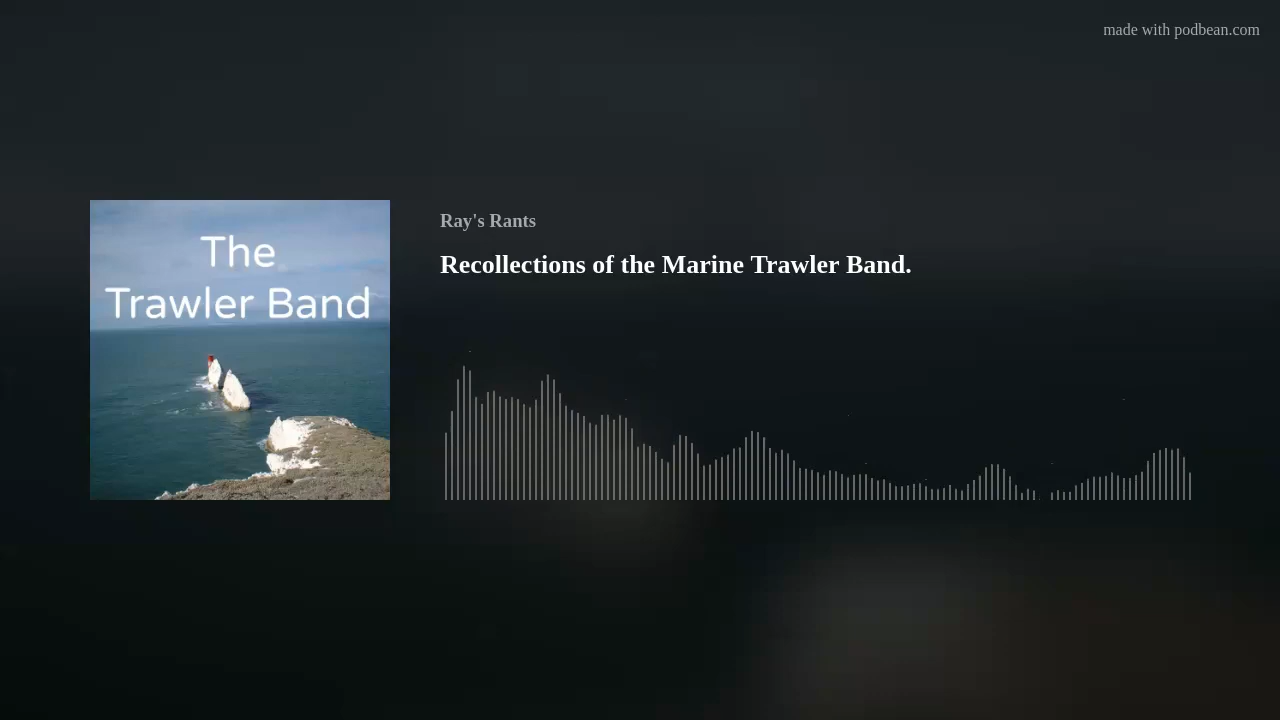 made with podbean.com
The
Trawler Band
Ray's Rants
Recollections of the Marine Trawler Band.